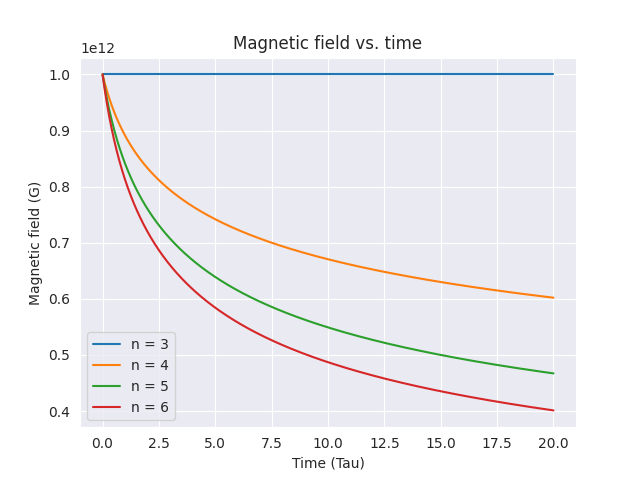 Magnetic field vs. time
1e12
1.0
0.9
0.8
0.7
0.6
0.5
0.4
Magnetic field (G)
n = 3
n = 4
n = 5
n = 6
0.0 2.5 5.0 7.5 10.0 12.5 15.0 17.5 20.0
Time (Tau)